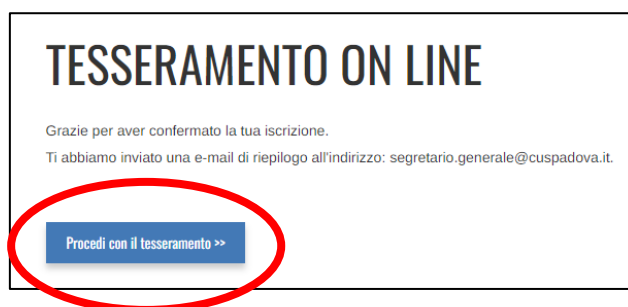 TESSERAMENTO ON LINE
Grazie per aver confermato la tua iscrizione.
Ti abbiamo inviato una e-mail di riepilogo all'indirizzo: segretario.generale@cuspadova.it.
Procedi con il tesseramento >>